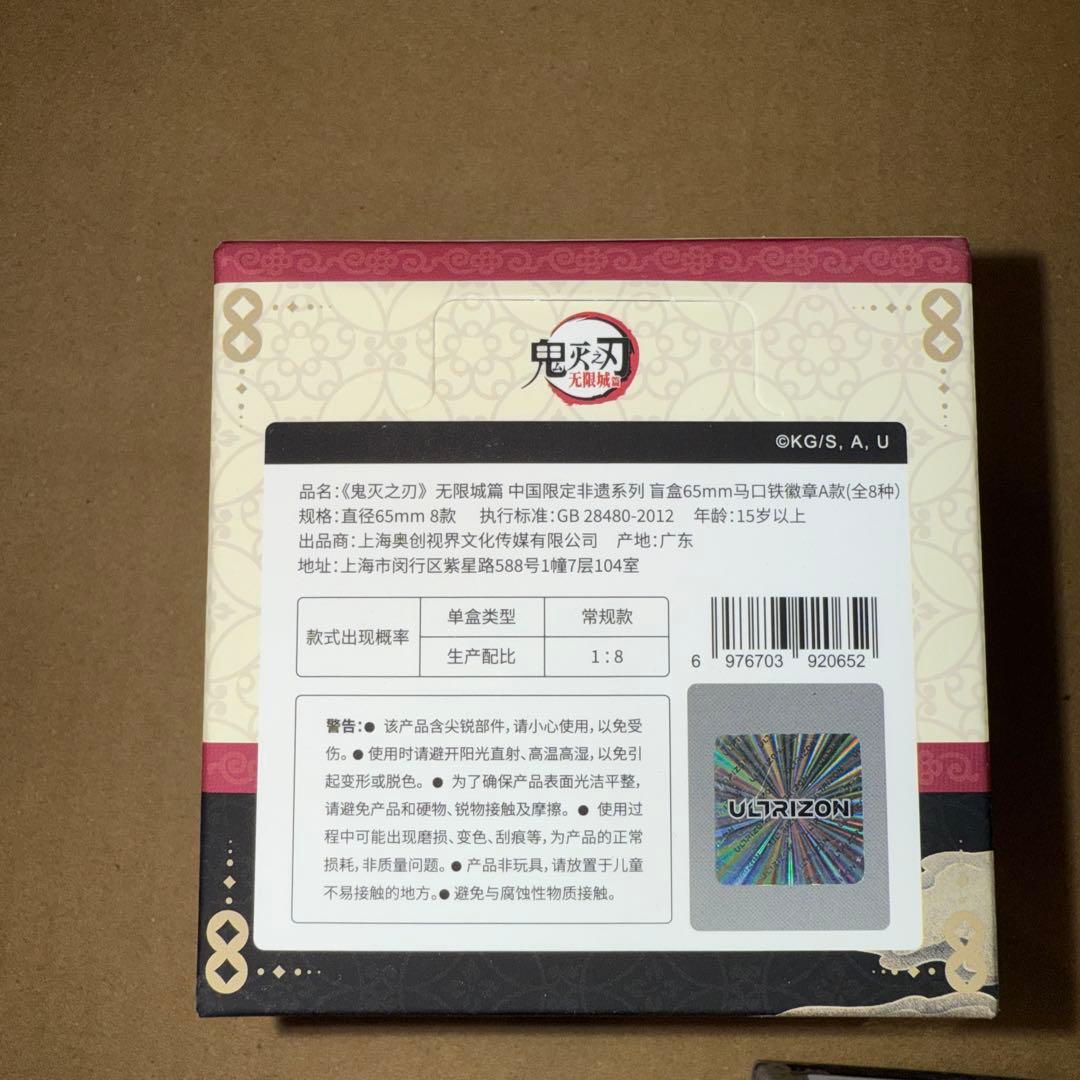 鬼灭之刃
无限城篇
©KG/S, A, U
品名:《鬼灭之刃》无限城篇 中国限定非遗系列 盲盒65mm马口铁徽章A款(全8种)
规格:直径65mm 8款 执行标准:GB 28480-2012 年龄:15岁以上
出品商:上海奥创视界文化传媒有限公司 产地:广东
地址:上海市闵行区紫星路588号1幢7层104室
款式出现概率 单盒类型 常规款
生产配比 1:8
6 976703 920652
警告:● 该产品含尖锐部件,请小心使用,以免受
伤。● 使用时请避开阳光直射、高温高湿,以免引
起变形或脱色。● 为了确保产品表面光洁平整,
请避免产品和硬物、锐物接触及摩擦。● 使用过
程中可能出现磨损、变色、刮痕等,为产品的正常
损耗,非质量问题。● 产品非玩具,请放置于儿童
不易接触的地方。● 避免与腐蚀性物质接触。
ULTRIZON